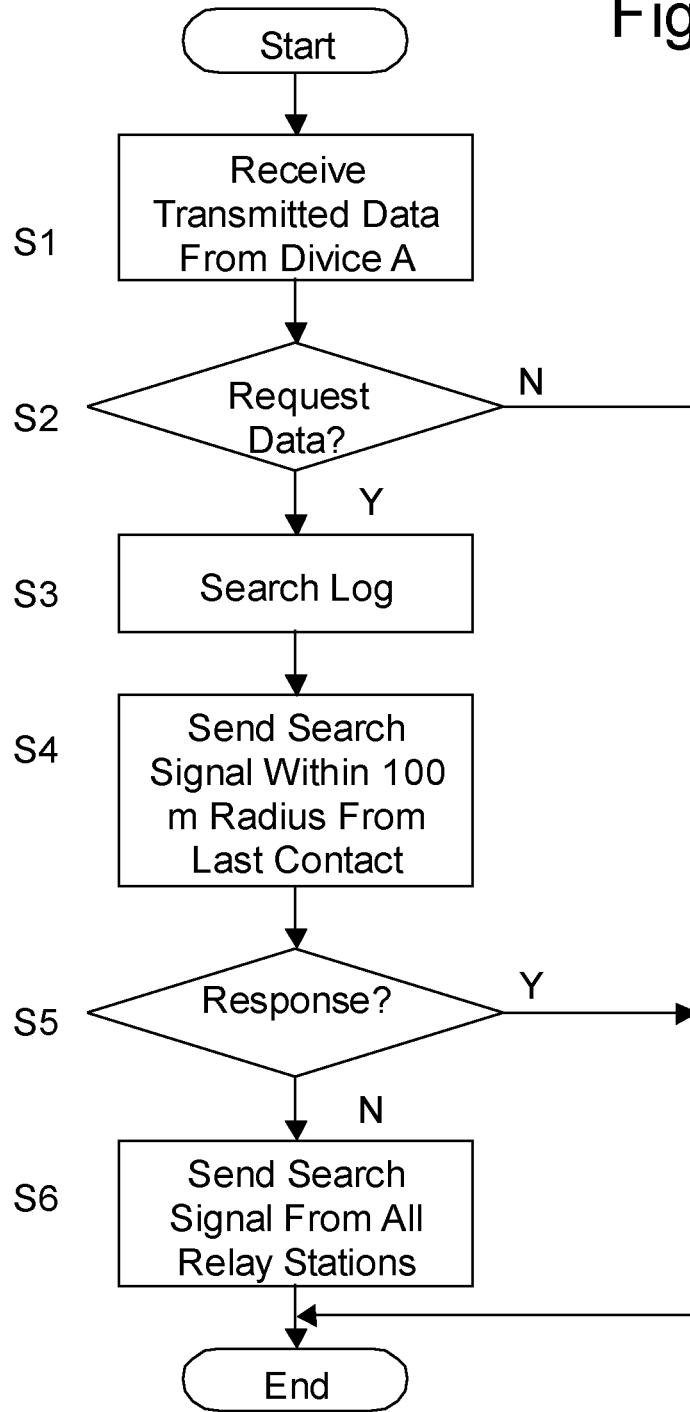 Fig
Start
S1
Receive
Transmitted Data
From Divice A
S2
Request
Data?
N
Y
S3
Search Log
S4
Send Search
Signal Within 100
m Radius From
Last Contact
S5
Response?
Y
N
S6
Send Search
Signal From All
Relay Stations
End